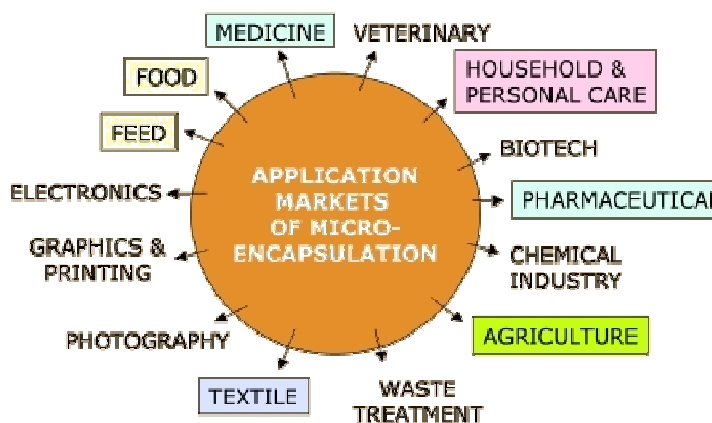 MEDICINE
VETERINARY
FOOD
HOUSEHOLD &
PERSONAL CARE
FEED
BIOTECH
APPLICATION
MARKETS
OF MICRO-
ENCAPSULATION
ELECTRONICS
PHARMACEUTICAL
GRAPHICS &
PRINTING
CHEMICAL
INDUSTRY
PHOTOGRAPHY
AGRICULTURE
TEXTILE
WASTE
TREATMENT